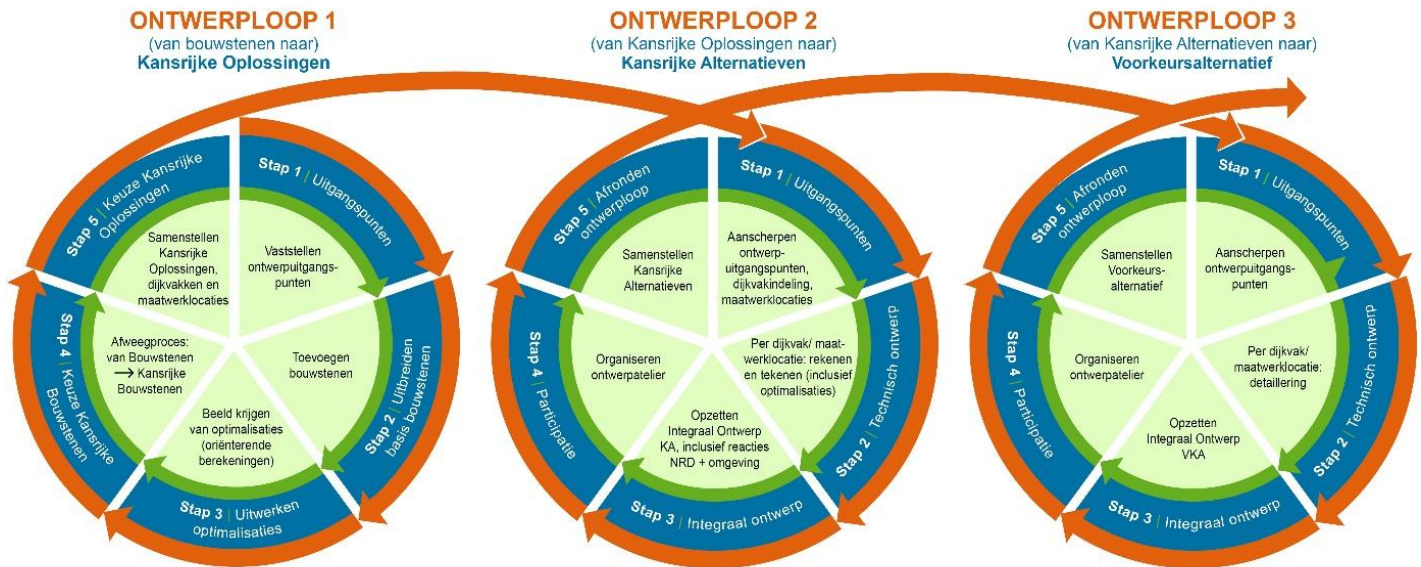 ONTWERPLOOP 1
(van bouwstenen naar)
Kansrijke Oplossingen
Stap 1 | Uitgangspunten
Vaststellen
ontwerpuitgangs-
punten
Stap 2 | Uitbreiden
basis bouwstenen
Toevoegen
bouwstenen
Stap 3 | Uitwerken
optimalisaties
Beeld krijgen
van optimalisaties
(oriënterende
berekeningen)
Stap 4 | Keuze Kansrijke
Bouwstenen
Afweegproces:
van Bouwstenen
→ Kansrijke
Bouwstenen
Stap 5 | Keuze Kansrijke
Oplossingen
Samenstellen
Kansrijke
Oplossingen,
dijkvakken en
maatwerklocaties
ONTWERPLOOP 2
(van Kansrijke Oplossingen naar)
Kansrijke Alternatieven
Stap 1 | Uitgangspunten
Aanscherpen
ontwerp-
uitgangspunten,
dijkvakindeling,
maatwerklocaties
Stap 2 | Technisch ontwerp
Per dijkvak/ maat-
werklocatie: rekenen
en tekenen (inclusief
optimalisaties)
Stap 3 | Integraal ontwerp
Opzetten
Integraal Ontwerp
KA, inclusief reacties
NRD + omgeving
Stap 4 | Participatie
Organiseren
ontwerpatelier
Stap 5 | Afronden
ontwerploop
Samenstellen
Kansrijke
Alternatieven
ONTWERPLOOP 3
(van Kansrijke Alternatieven naar)
Voorkeursalternatief
Stap 1 | Uitgangspunten
Aanscherpen
ontwerpuitgangs-
punten
Stap 2 | Technisch ontwerp
Per dijkvak/
maatwerklocatie:
detaillering
Stap 3 | Integraal ontwerp
Opzetten
Integraal Ontwerp
VKA
Stap 4 | Participatie
Organiseren
ontwerpatelier
Stap 5 | Afronden
ontwerploop
Samenstellen
Voorkeurs-
alternatief